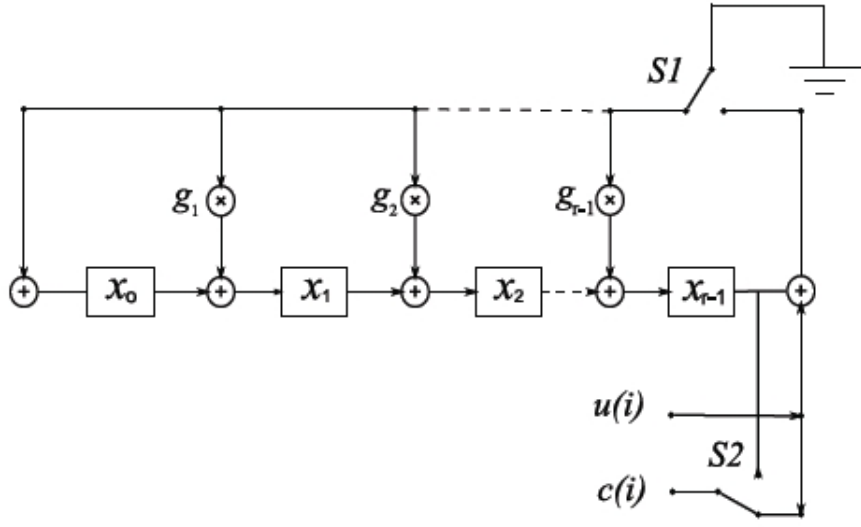 S1
g₁
g₂
gᵣ₋₁
x₀
x₁
x₂
xᵣ₋₁
u(i)
S2
c(i)